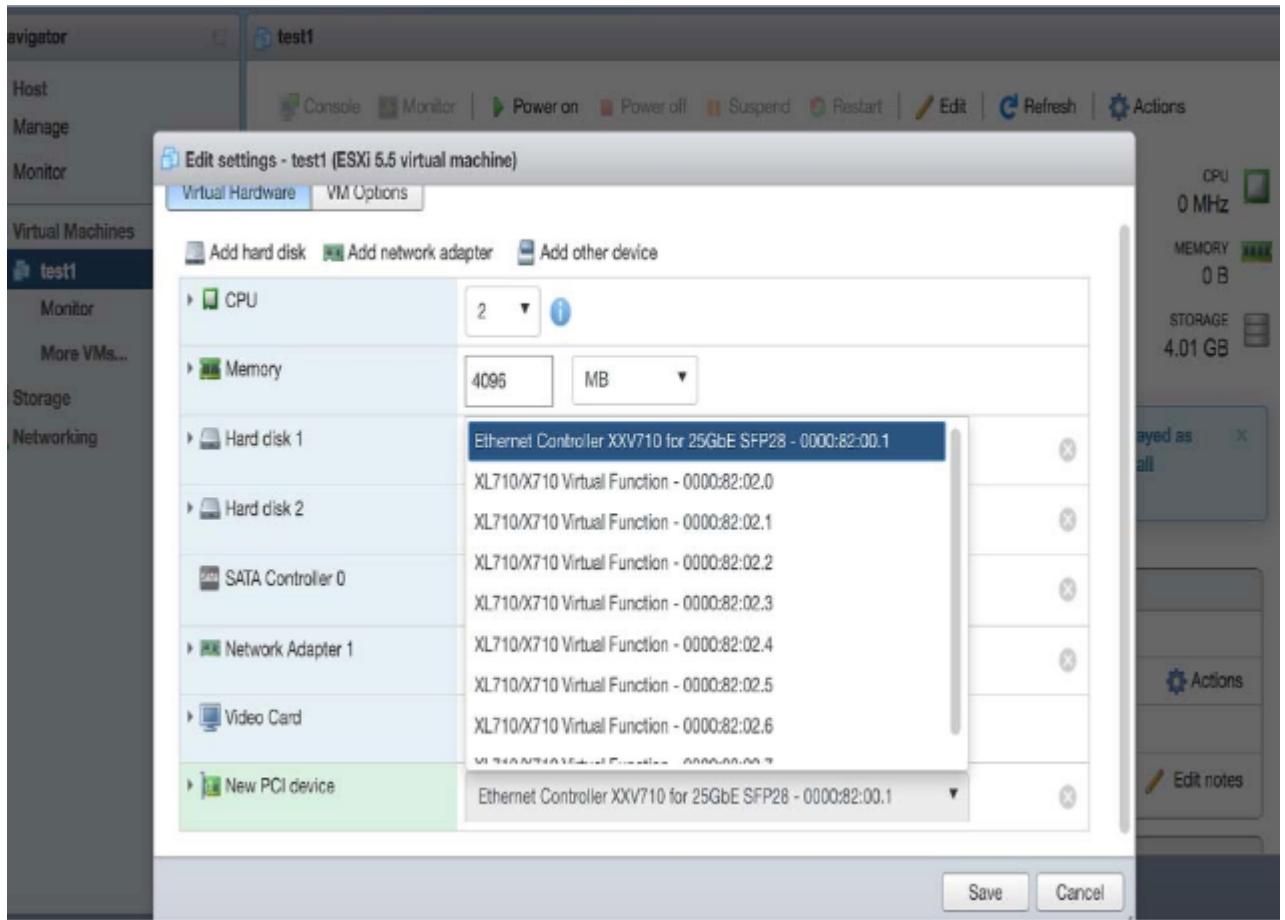 avigator
test1
Host
Manage
Monitor
Console Monitor Power on Power off Suspend Restart Edit Refresh Actions
Edit settings - test1 (ESXi 5.5 virtual machine)
Virtual Hardware VM Options
Add hard disk Add network adapter Add other device
CPU
2
Memory
4096 MB
Hard disk 1
Ethernet Controller XXV710 for 25GbE SFP28 - 0000:82:00.1
XL710/X710 Virtual Function - 0000:82:02.0
Hard disk 2
XL710/X710 Virtual Function - 0000:82:02.1
XL710/X710 Virtual Function - 0000:82:02.2
SATA Controller 0
XL710/X710 Virtual Function - 0000:82:02.3
Network Adapter 1
XL710/X710 Virtual Function - 0000:82:02.4
XL710/X710 Virtual Function - 0000:82:02.5
Video Card
XL710/X710 Virtual Function - 0000:82:02.6
New PCI device
Ethernet Controller XXV710 for 25GbE SFP28 - 0000:82:00.1
Save Cancel
Virtual Machines
test1
Monitor
More VMs...
Storage
Networking
CPU
0 MHz
MEMORY
0 B
STORAGE
4.01 GB
ayed as
all
Actions
Edit notes